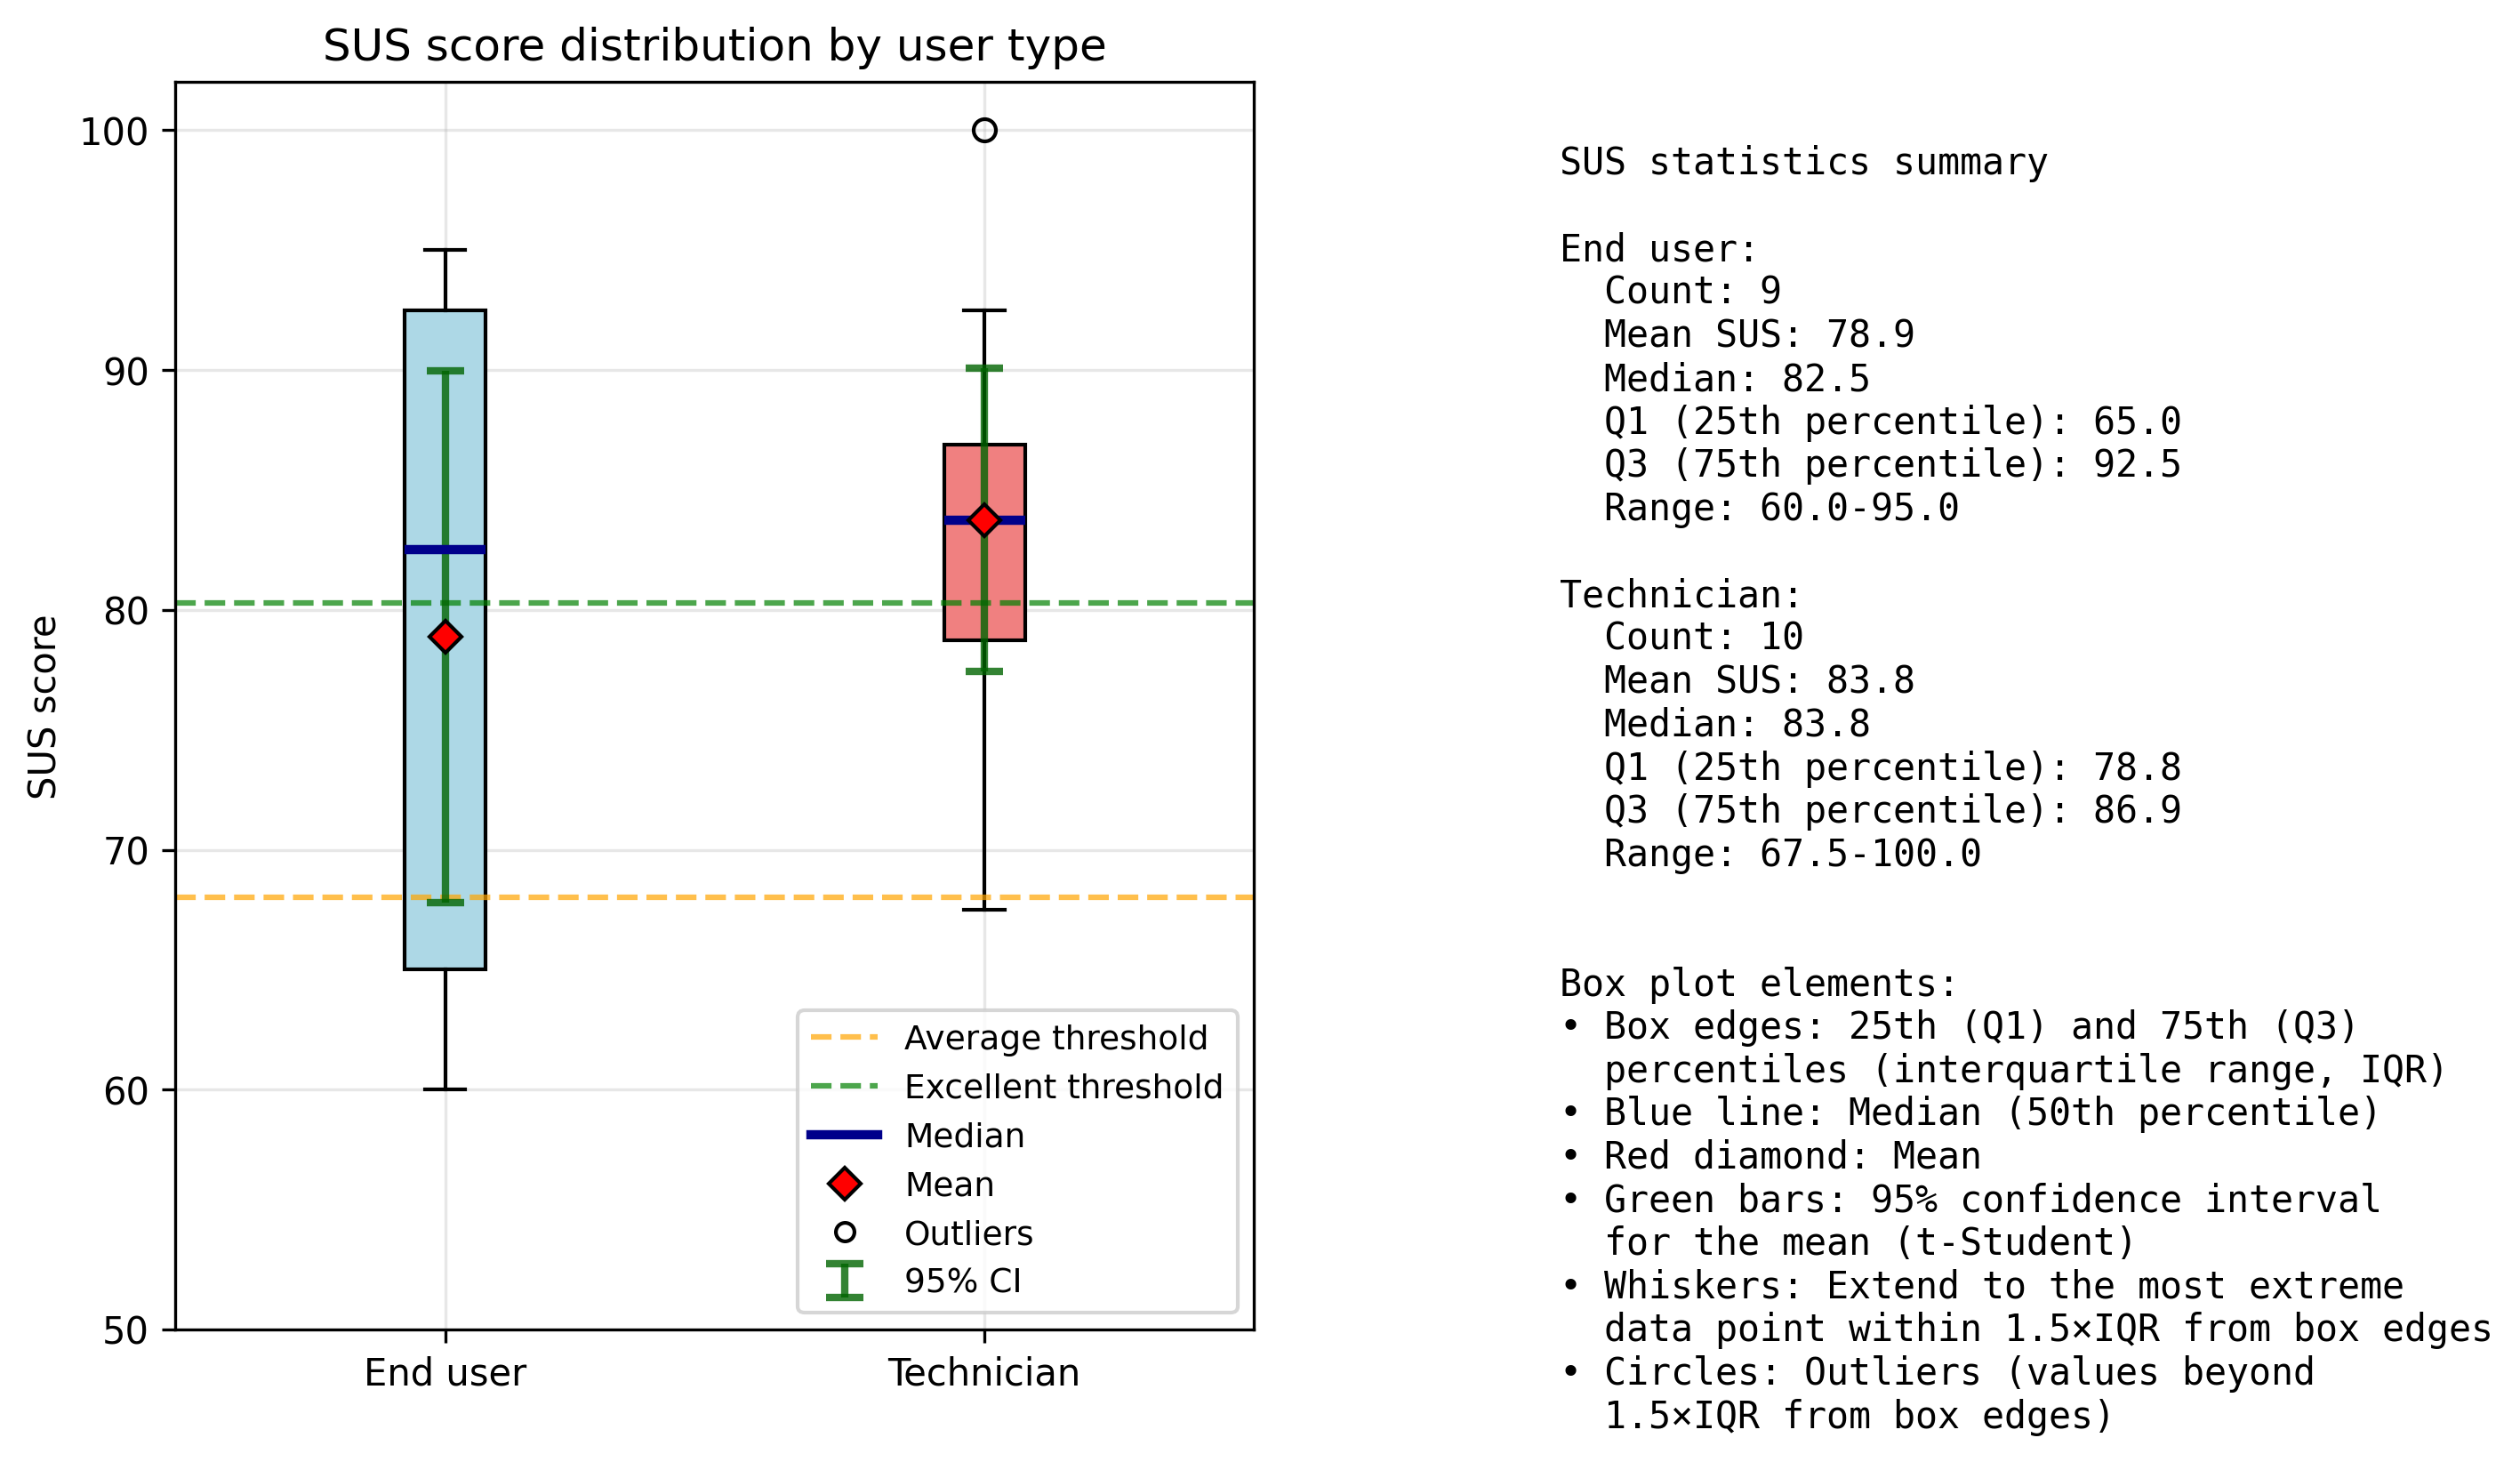 SUS score distribution by user type
100
90
80
70
60
50
SUS score
End user
Technician
Average threshold
Excellent threshold
Median
Mean
Outliers
95% CI
SUS statistics summary
End user:
Count: 9
Mean SUS: 78.9
Median: 82.5
Q1 (25th percentile): 65.0
Q3 (75th percentile): 92.5
Range: 60.0-95.0
Technician:
Count: 10
Mean SUS: 83.8
Median: 83.8
Q1 (25th percentile): 78.8
Q3 (75th percentile): 86.9
Range: 67.5-100.0
Box plot elements:
• Box edges: 25th (Q1) and 75th (Q3)
percentiles (interquartile range, IQR)
• Blue line: Median (50th percentile)
• Red diamond: Mean
• Green bars: 95% confidence interval
for the mean (t-Student)
• Whiskers: Extend to the most extreme
data point within 1.5×IQR from box edges
• Circles: Outliers (values beyond
1.5×IQR from box edges)